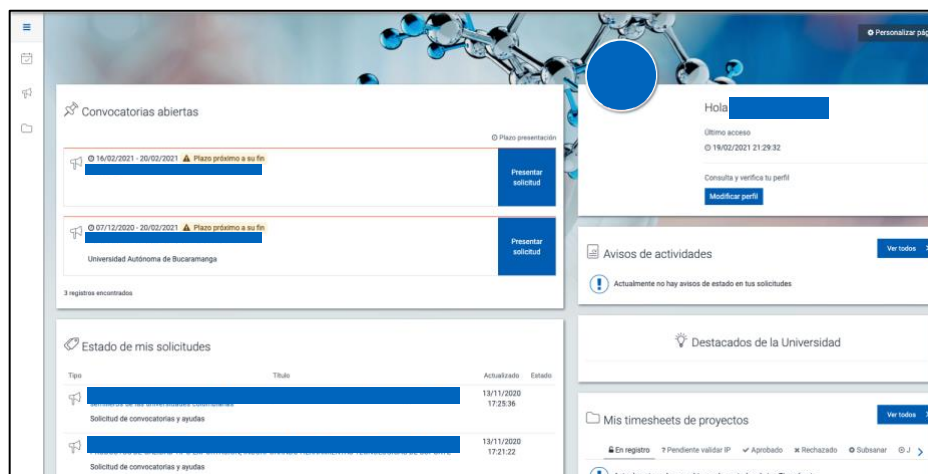 Personalizar pág
Convocatorias abiertas
Plazo presentación
16/02/2021 - 20/02/2021 Plazo próximo a su fin
Presentar
solicitud
07/12/2020 - 20/02/2021 Plazo próximo a su fin
Universidad Autónoma de Bucaramanga
Presentar
solicitud
3 registros encontrados
Estado de mis solicitudes
Tipo Título Actualizado Estado
13/11/2020
17:25:36
Solicitud de convocatorias y ayudas
13/11/2020
17:21:22
Solicitud de convocatorias y ayudas
Hola
Último acceso
19/02/2021 21:29:32
Consulta y verifica tu perfil
Modificar perfil
Avisos de actividades
Ver todos
Actualmente no hay avisos de estado en tus solicitudes
Destacados de la Universidad
Mis timesheets de proyectos
Ver todos
En registro ? Pendiente validar IP Aprobado Rechazado Subsanar J